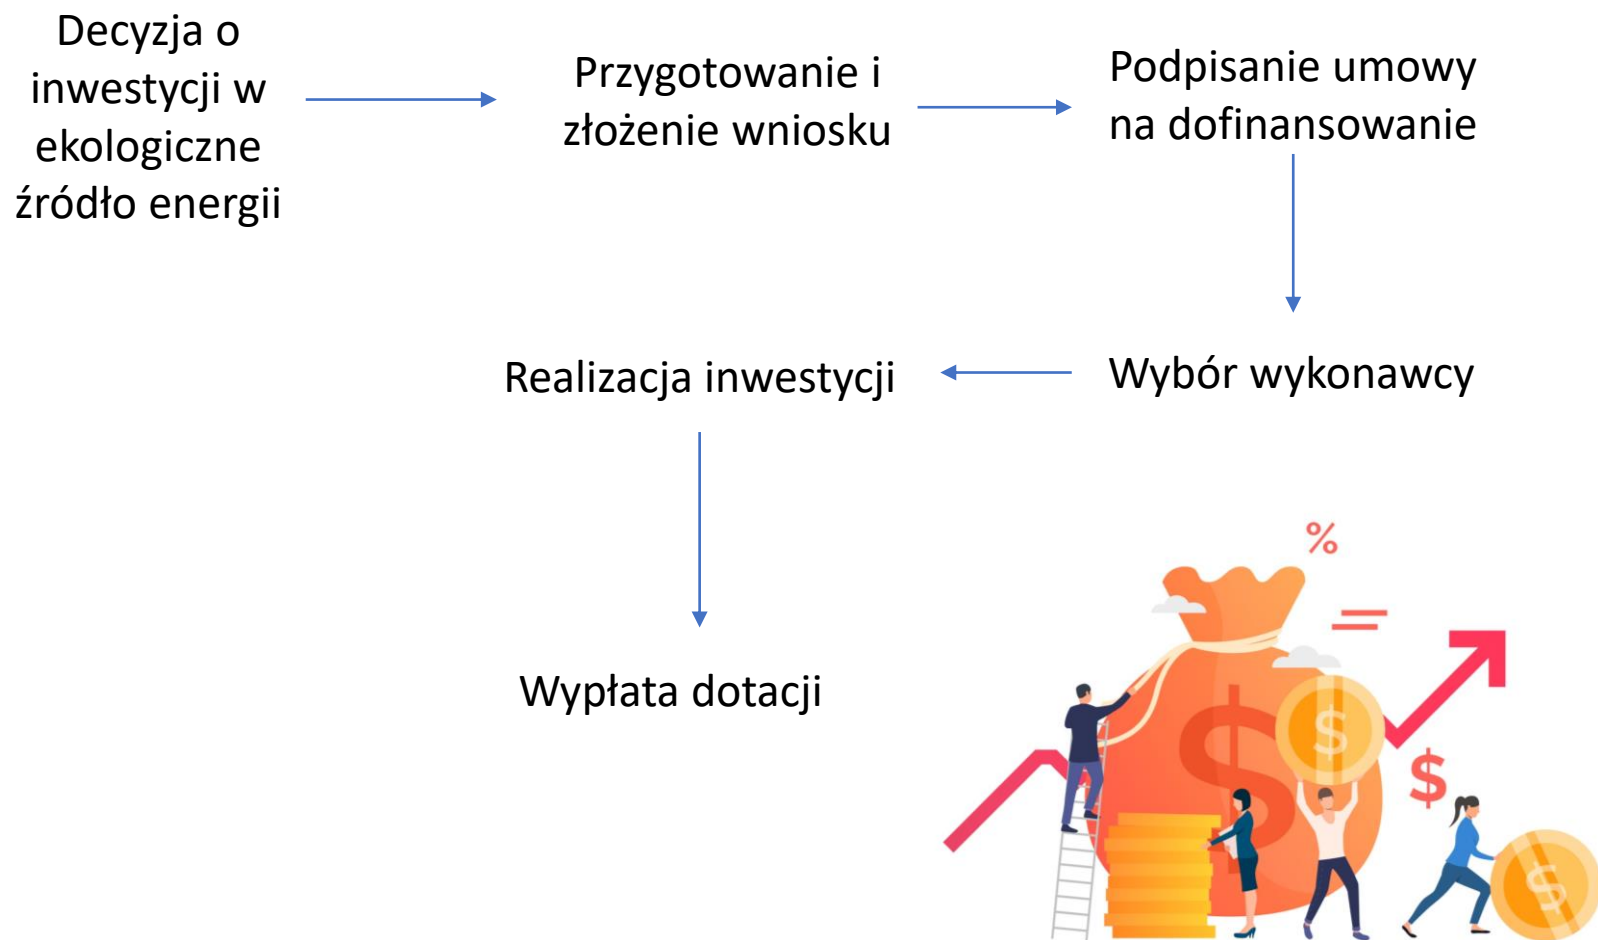 Decyzja o
inwestycji w
ekologiczne
źródło energii
Przygotowanie i
złożenie wniosku
Podpisanie umowy
na dofinansowanie
Wybór wykonawcy
Realizacja inwestycji
Wypłata dotacji
%
$
$
$
$